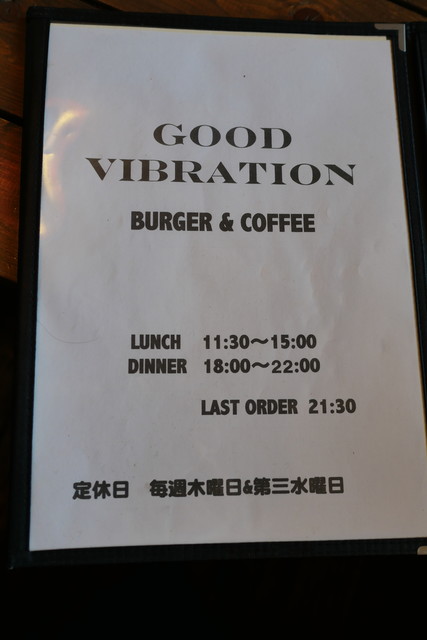 GOOD
VIBRATION
BURGER & COFFEE
LUNCH 11:30～15:00
DINNER 18:00～22:00
LAST ORDER 21:30
定休日 毎週木曜日&第三水曜日